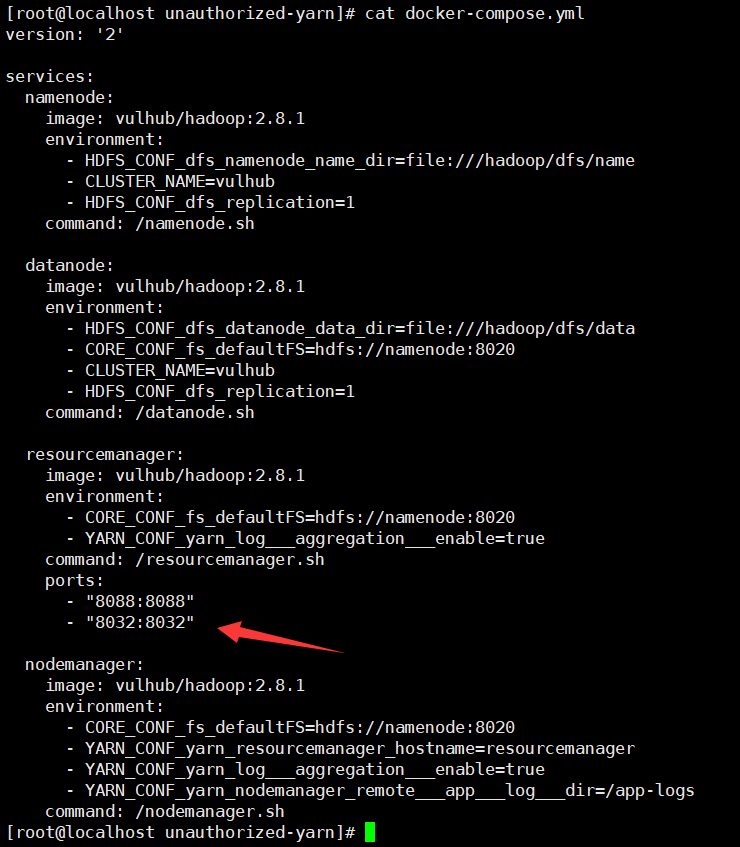 [root@localhost unauthorized-yarn]# cat docker-compose.yml
version: '2'

services:
  namenode:
    image: vulhub/hadoop:2.8.1
    environment:
      - HDFS_CONF_dfs_namenode_name_dir=file:///hadoop/dfs/name
      - CLUSTER_NAME=vulhub
      - HDFS_CONF_dfs_replication=1
    command: /namenode.sh

  datanode:
    image: vulhub/hadoop:2.8.1
    environment:
      - HDFS_CONF_dfs_datanode_data_dir=file:///hadoop/dfs/data
      - CORE_CONF_fs_defaultFS=hdfs://namenode:8020
      - CLUSTER_NAME=vulhub
      - HDFS_CONF_dfs_replication=1
    command: /datanode.sh

  resourcemanager:
    image: vulhub/hadoop:2.8.1
    environment:
      - CORE_CONF_fs_defaultFS=hdfs://namenode:8020
      - YARN_CONF_yarn_log___aggregation___enable=true
    command: /resourcemanager.sh
    ports:
      - "8088:8088"
      - "8032:8032"

  nodemanager:
    image: vulhub/hadoop:2.8.1
    environment:
      - CORE_CONF_fs_defaultFS=hdfs://namenode:8020
      - YARN_CONF_yarn_resourcemanager_hostname=resourcemanager
      - YARN_CONF_yarn_log___aggregation___enable=true
      - YARN_CONF_yarn_nodemanager_remote___app___log___dir=/app-logs
    command: /nodemanager.sh
[root@localhost unauthorized-yarn]#